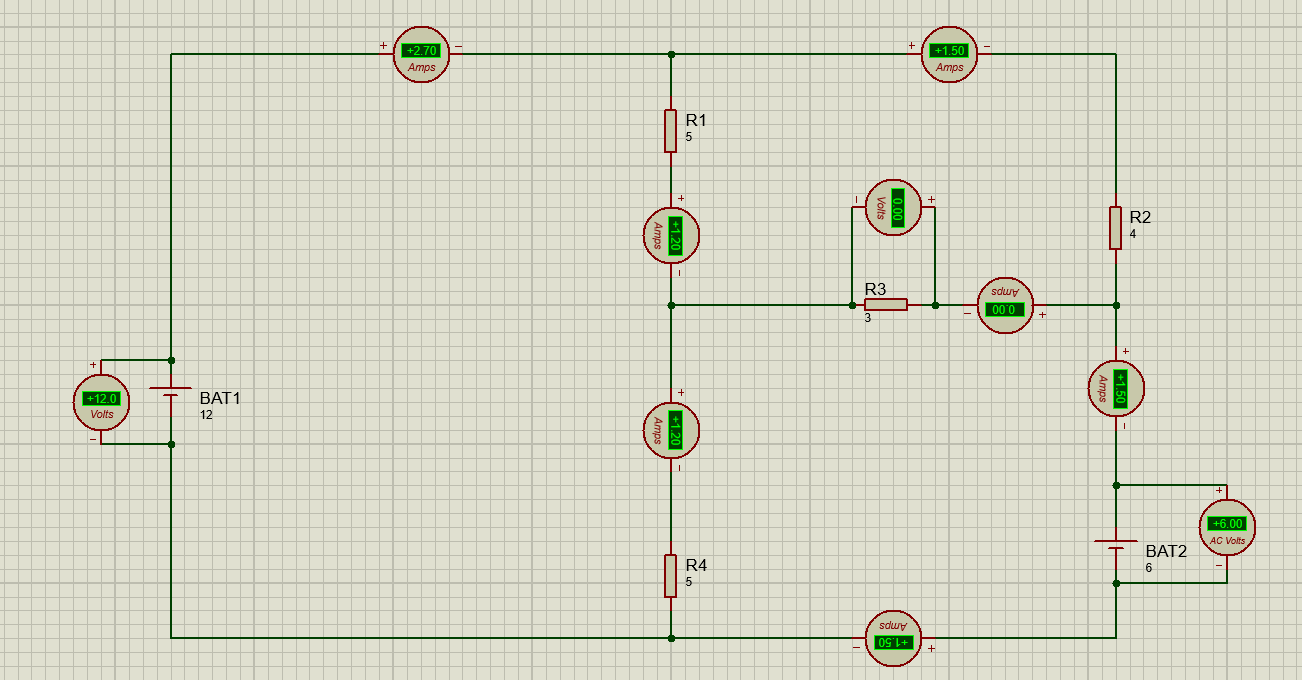 + +2.70 −
Amps
+ +1.50 −
Amps
R1
5
+
+1.20
Amps
−
− 0.00 +
Volts
R2
4
R3
3
Amps
− 0.00 +
+
+12.0
Volts
−
BAT1
12
+
+1.50
Amps
−
+
+1.20
Amps
−
+
+6.00
AC Volts
−
BAT2
6
R4
5
Amps
− +1.50 +